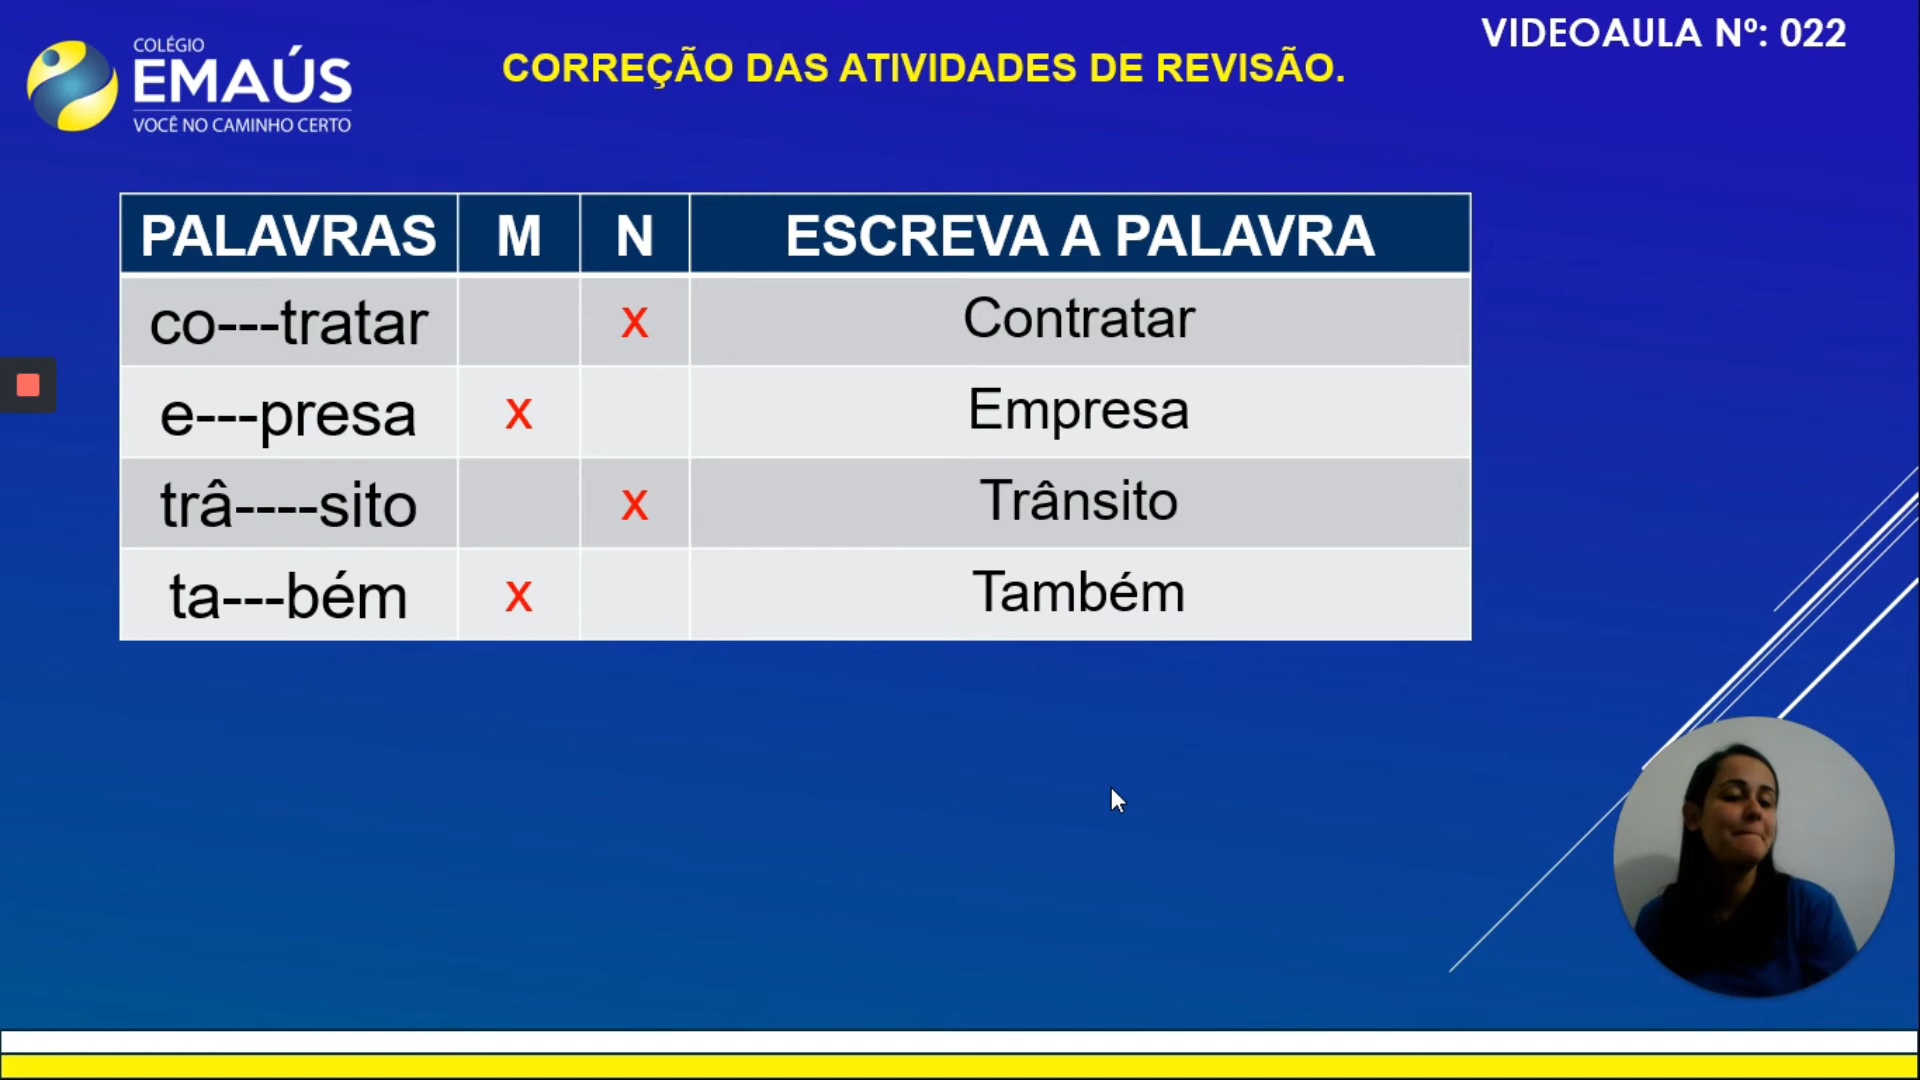 COLÉGIO
EMAÚS
VOCÊ NO CAMINHO CERTO
CORREÇÃO DAS ATIVIDADES DE REVISÃO.
VIDEOAULA Nº: 022
PALAVRAS M N ESCREVA A PALAVRA
co---tratar x Contratar
e---presa x Empresa
trâ----sito x Trânsito
ta---bém x Também